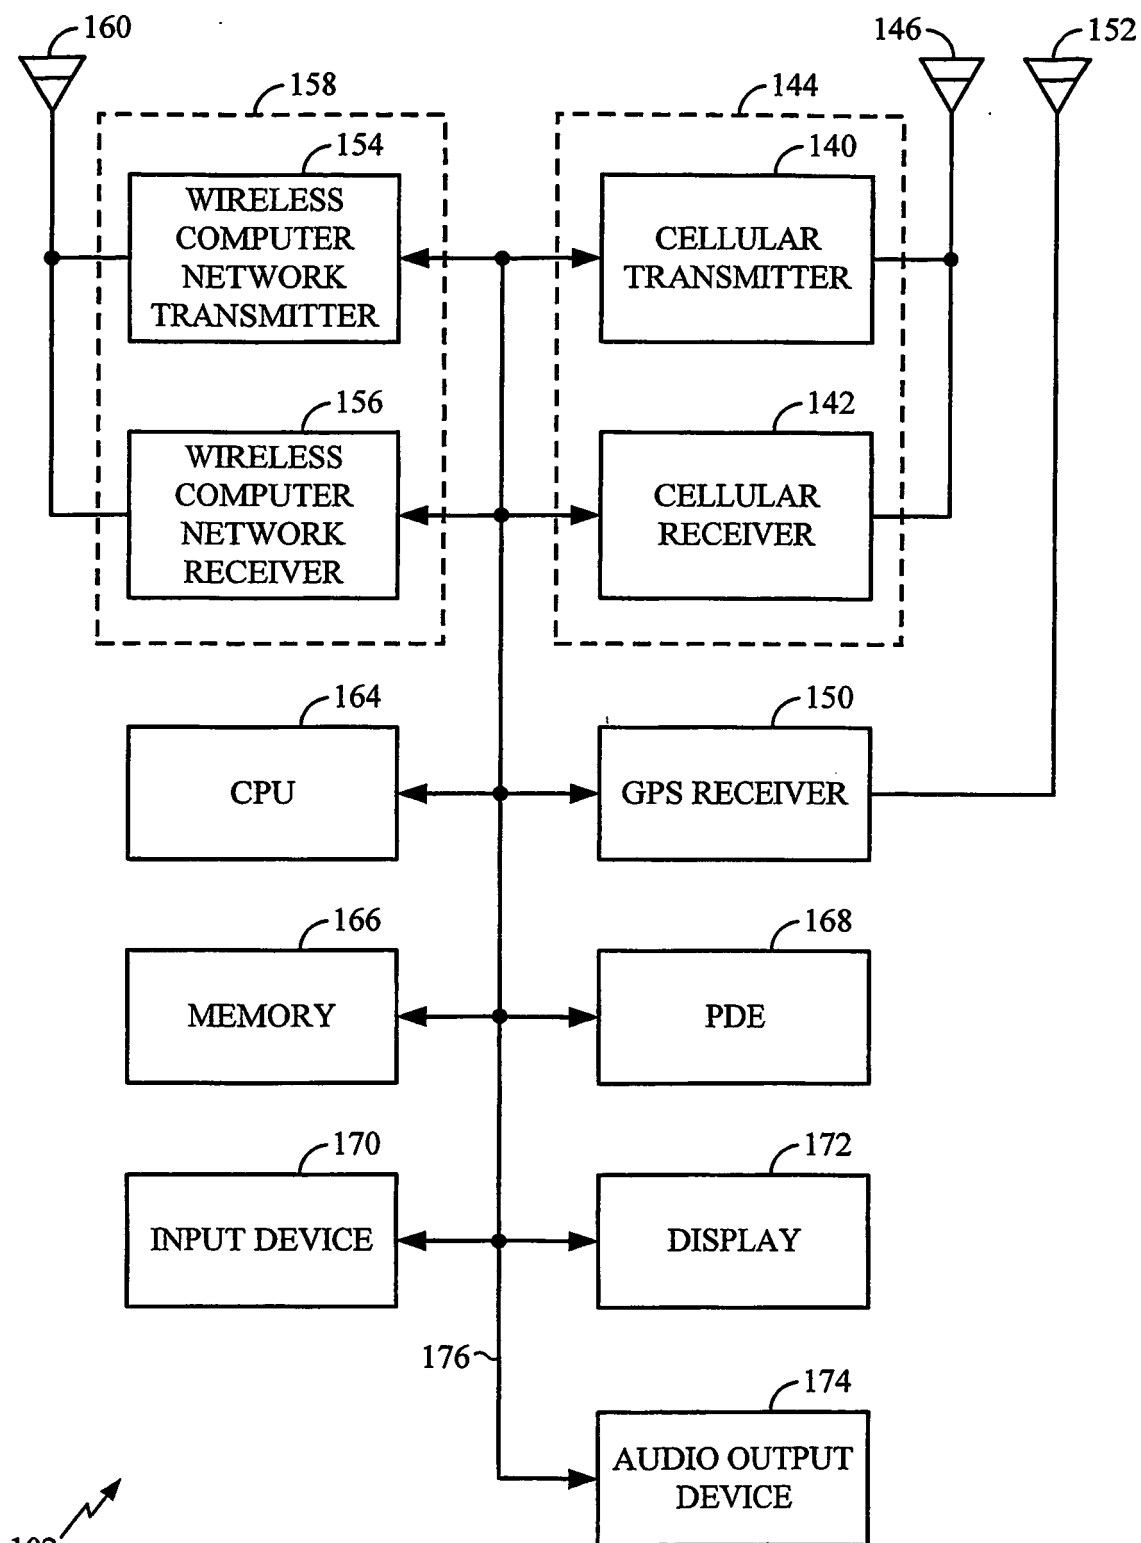 160
146
152
158
144
154
140
WIRELESS
COMPUTER
NETWORK
TRANSMITTER
CELLULAR
TRANSMITTER
156
142
WIRELESS
COMPUTER
NETWORK
RECEIVER
CELLULAR
RECEIVER
164
150
CPU
GPS RECEIVER
166
168
MEMORY
PDE
170
172
INPUT DEVICE
DISPLAY
176
174
AUDIO OUTPUT
DEVICE